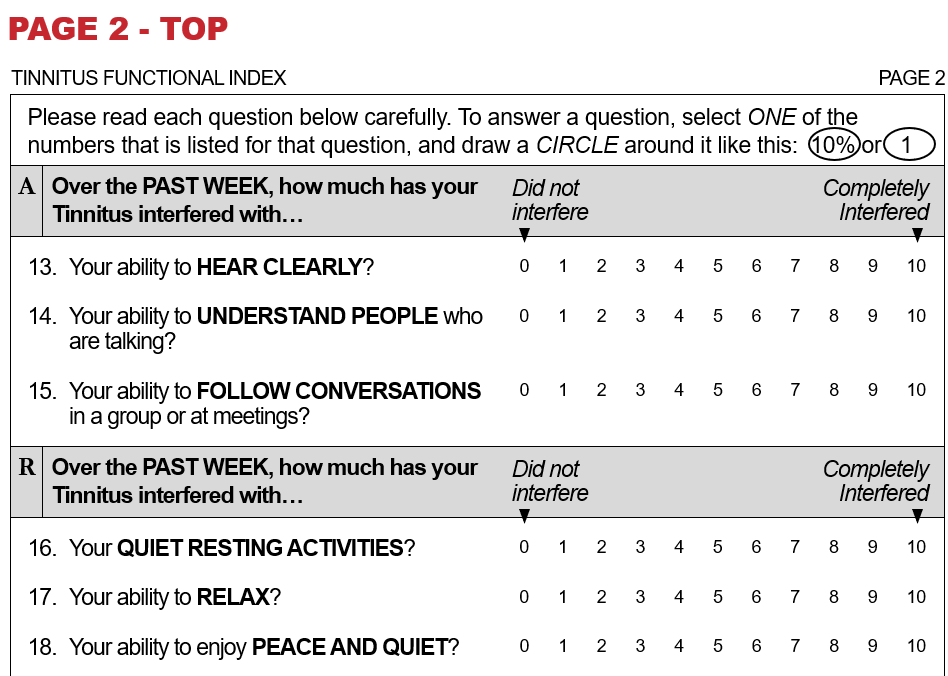 PAGE 2 - TOP
TINNITUS FUNCTIONAL INDEX PAGE 2
Please read each question below carefully. To answer a question, select ONE of the
numbers that is listed for that question, and draw a CIRCLE around it like this: 10% or 1
A Over the PAST WEEK, how much has your Did not Completely
Tinnitus interfered with… interfere Interfered
13. Your ability to HEAR CLEARLY? 0 1 2 3 4 5 6 7 8 9 10
14. Your ability to UNDERSTAND PEOPLE who 0 1 2 3 4 5 6 7 8 9 10
are talking?
15. Your ability to FOLLOW CONVERSATIONS 0 1 2 3 4 5 6 7 8 9 10
in a group or at meetings?
R Over the PAST WEEK, how much has your Did not Completely
Tinnitus interfered with… interfere Interfered
16. Your QUIET RESTING ACTIVITIES? 0 1 2 3 4 5 6 7 8 9 10
17. Your ability to RELAX? 0 1 2 3 4 5 6 7 8 9 10
18. Your ability to enjoy PEACE AND QUIET? 0 1 2 3 4 5 6 7 8 9 10